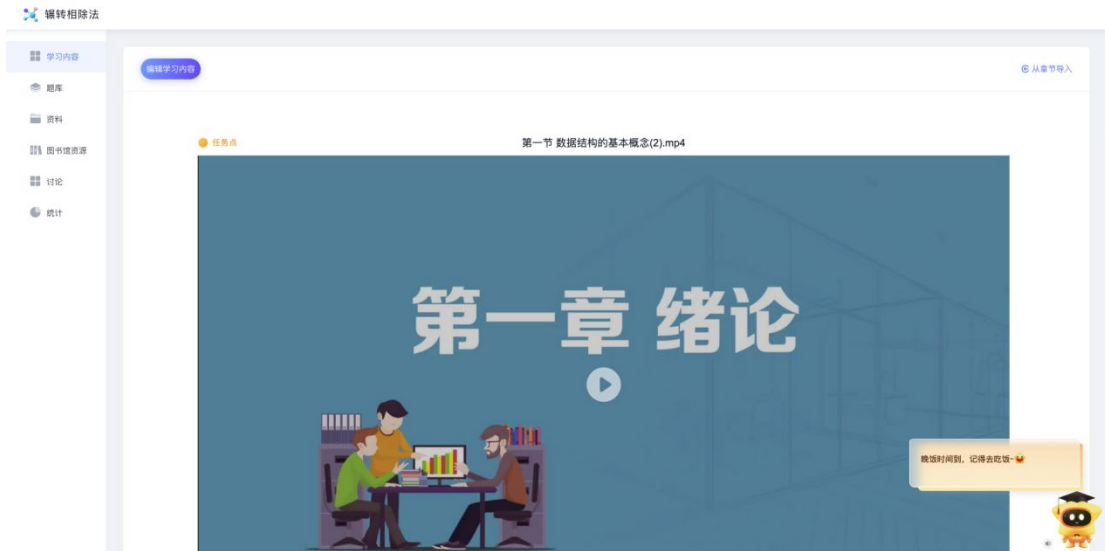 辗转相除法
学习内容
题库
资料
图书馆资源
讨论
统计
编辑学习内容
从章节导入
任务点
第一节 数据结构的基本概念(2).mp4
第一章 绪论
晚饭时间到，记得去吃饭~